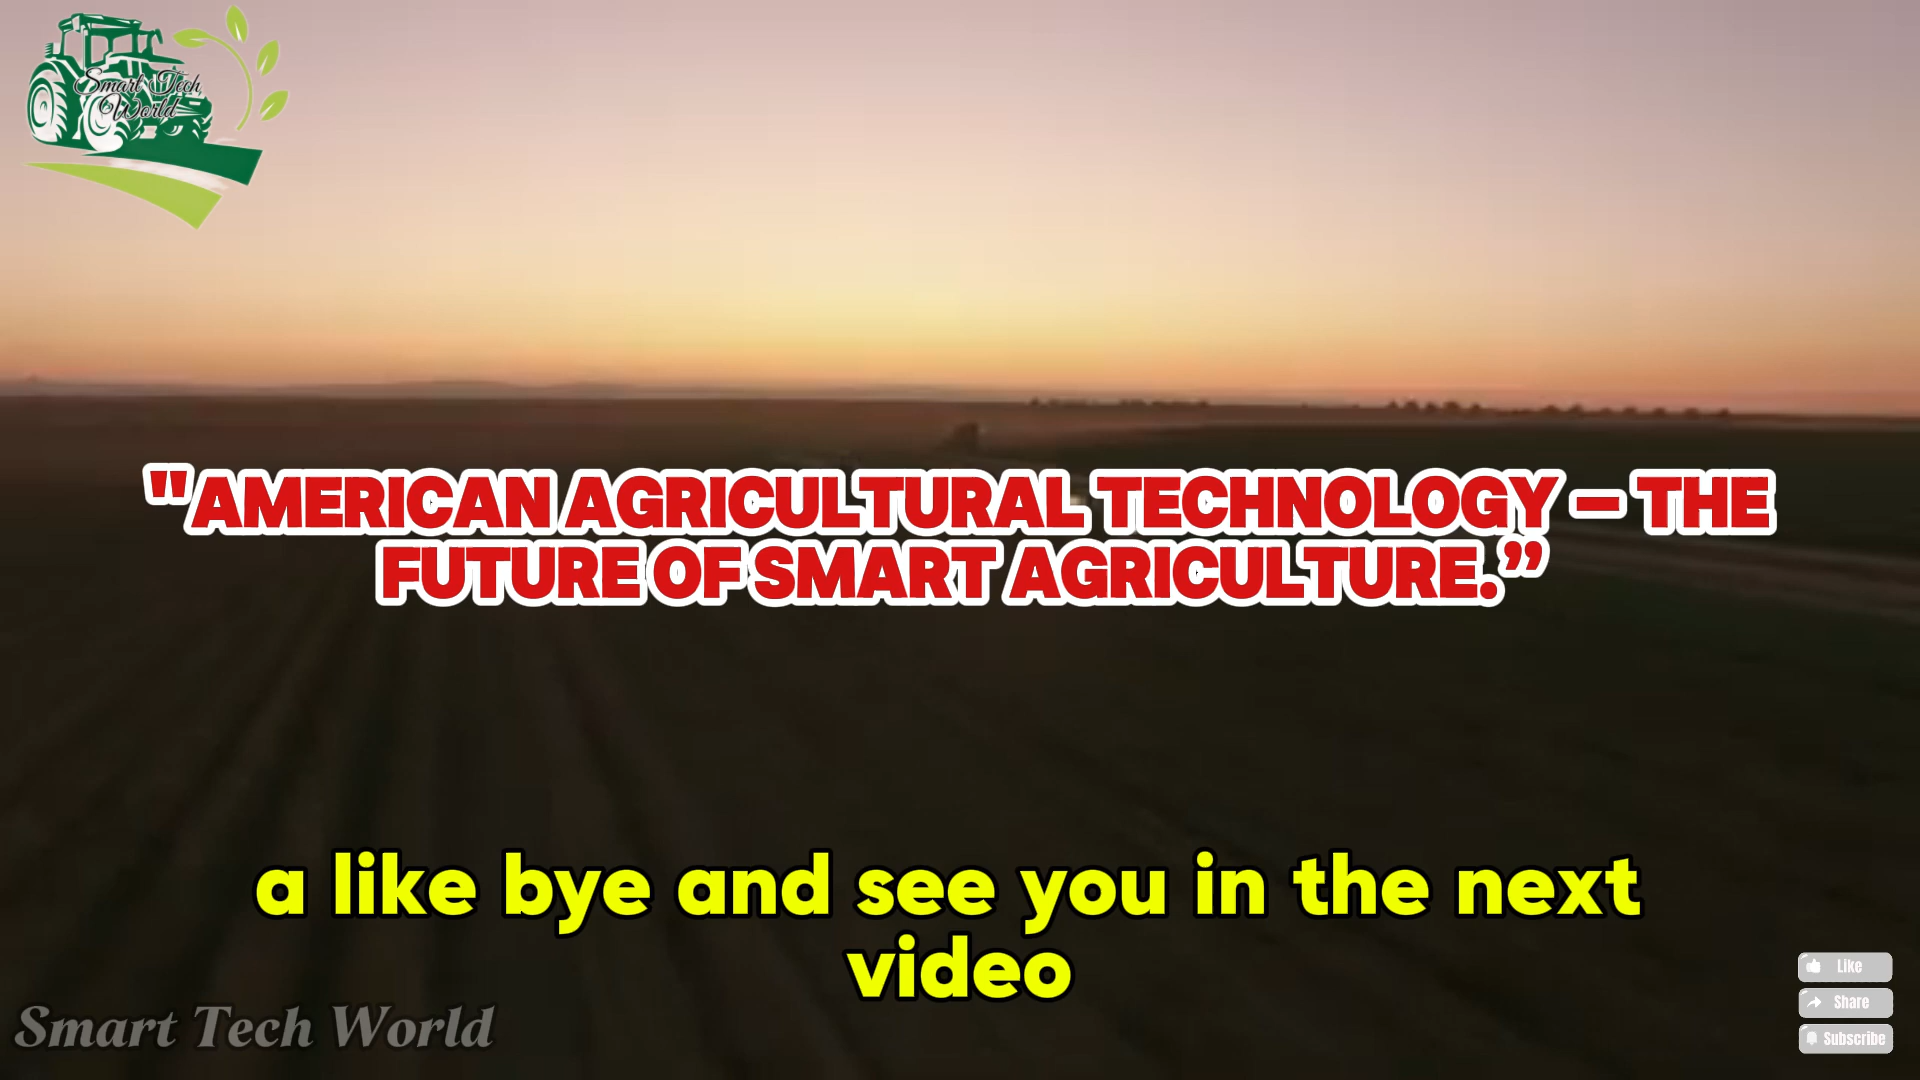 Smart Tech
World
"AMERICAN AGRICULTURAL TECHNOLOGY – THE
FUTURE OF SMART AGRICULTURE.”
a like bye and see you in the next
video
Smart Tech World
Like
Share
Subscribe